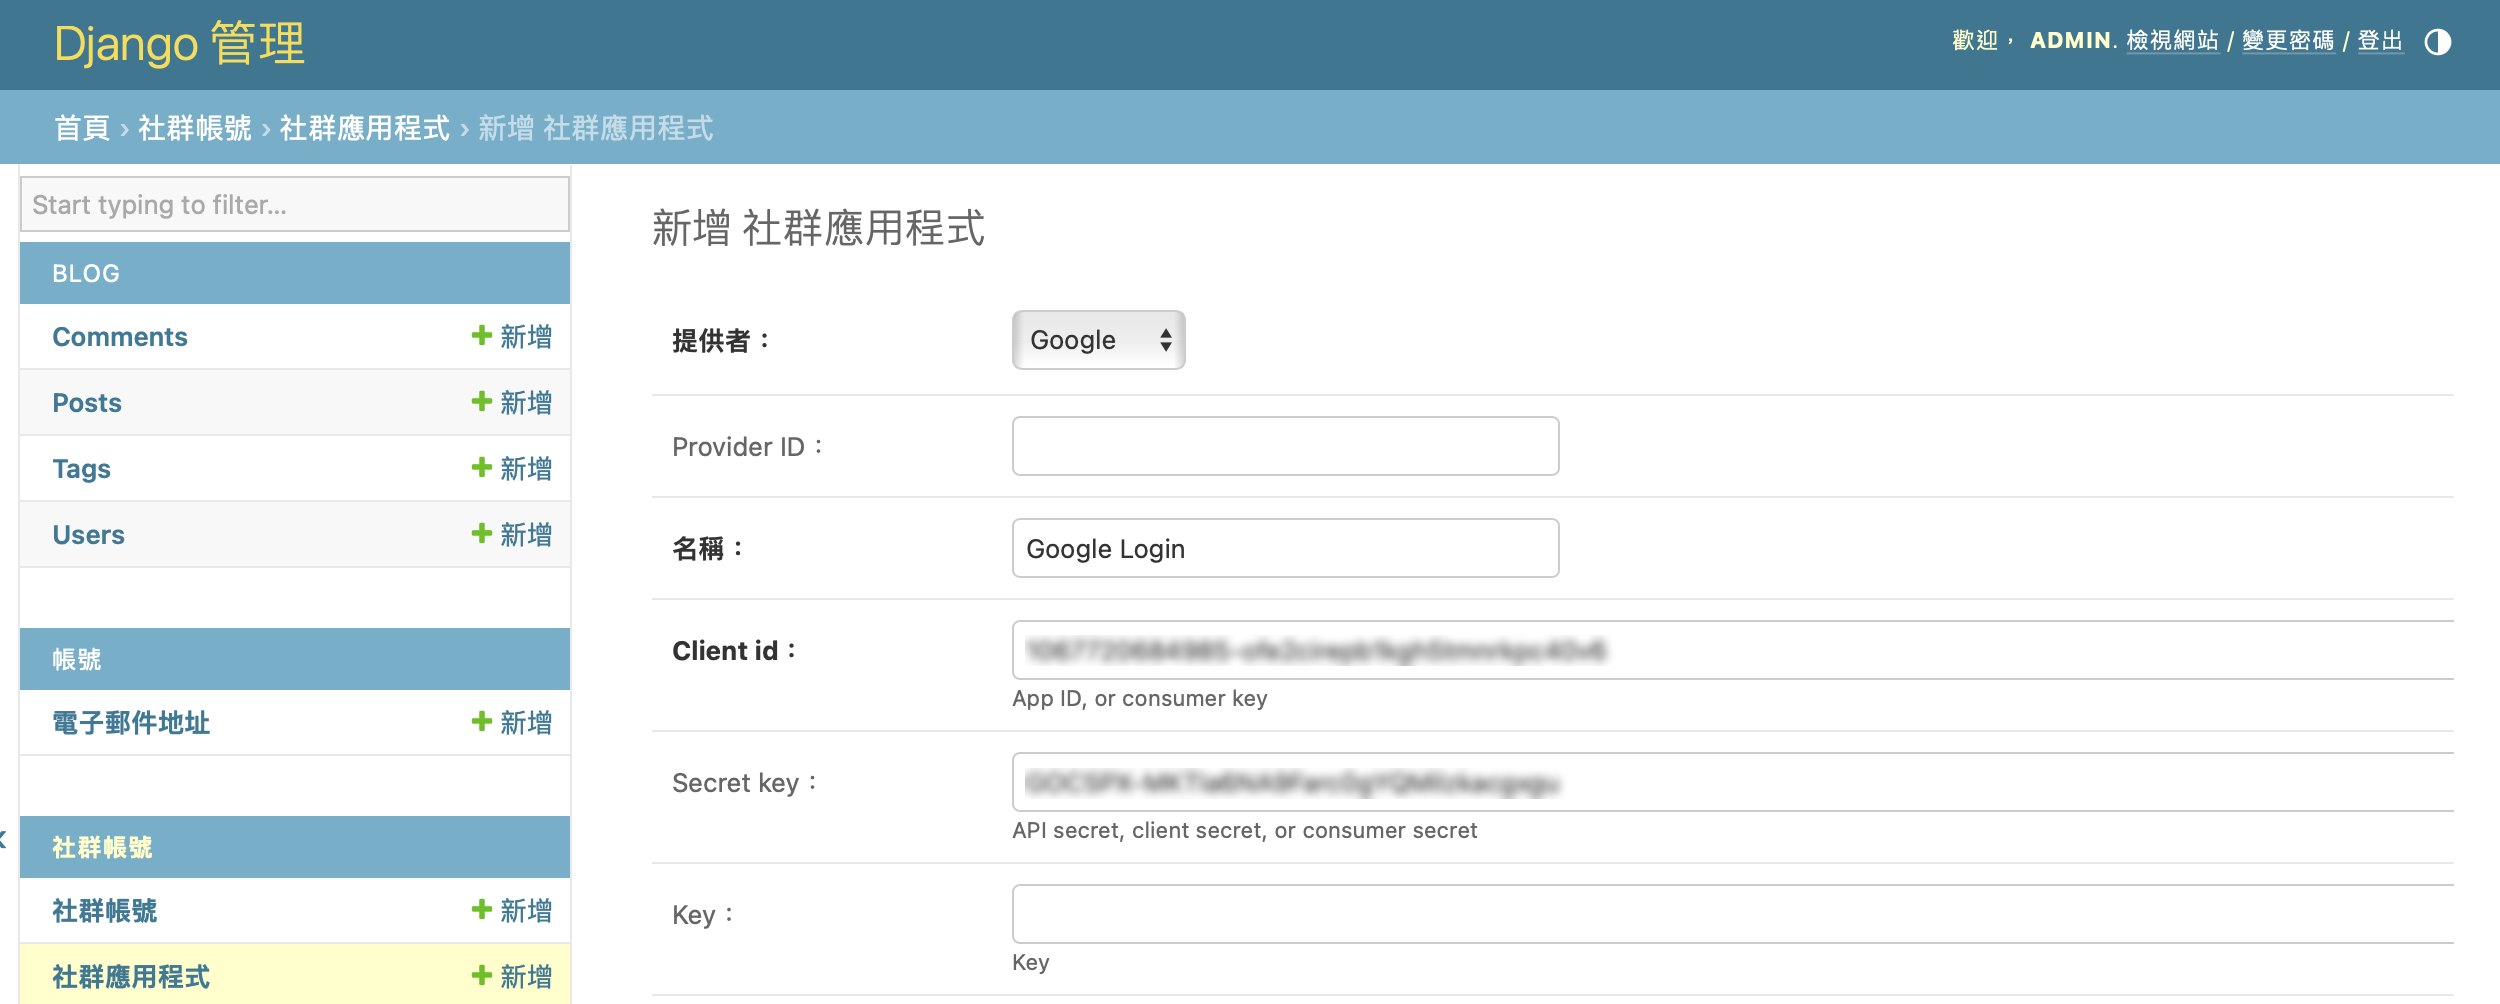 Django 管理
歡迎， ADMIN. 檢視網站 / 變更密碼 / 登出
首頁 › 社群帳號 › 社群應用程式 › 新增 社群應用程式
Start typing to filter...
BLOG
Comments 新增
Posts 新增
Tags 新增
Users 新增
帳號
電子郵件地址 新增
社群帳號
社群帳號 新增
社群應用程式 新增
新增 社群應用程式
提供者： Google
Provider ID：
名稱： Google Login
Client id：
App ID, or consumer key
Secret key：
API secret, client secret, or consumer secret
Key：
Key